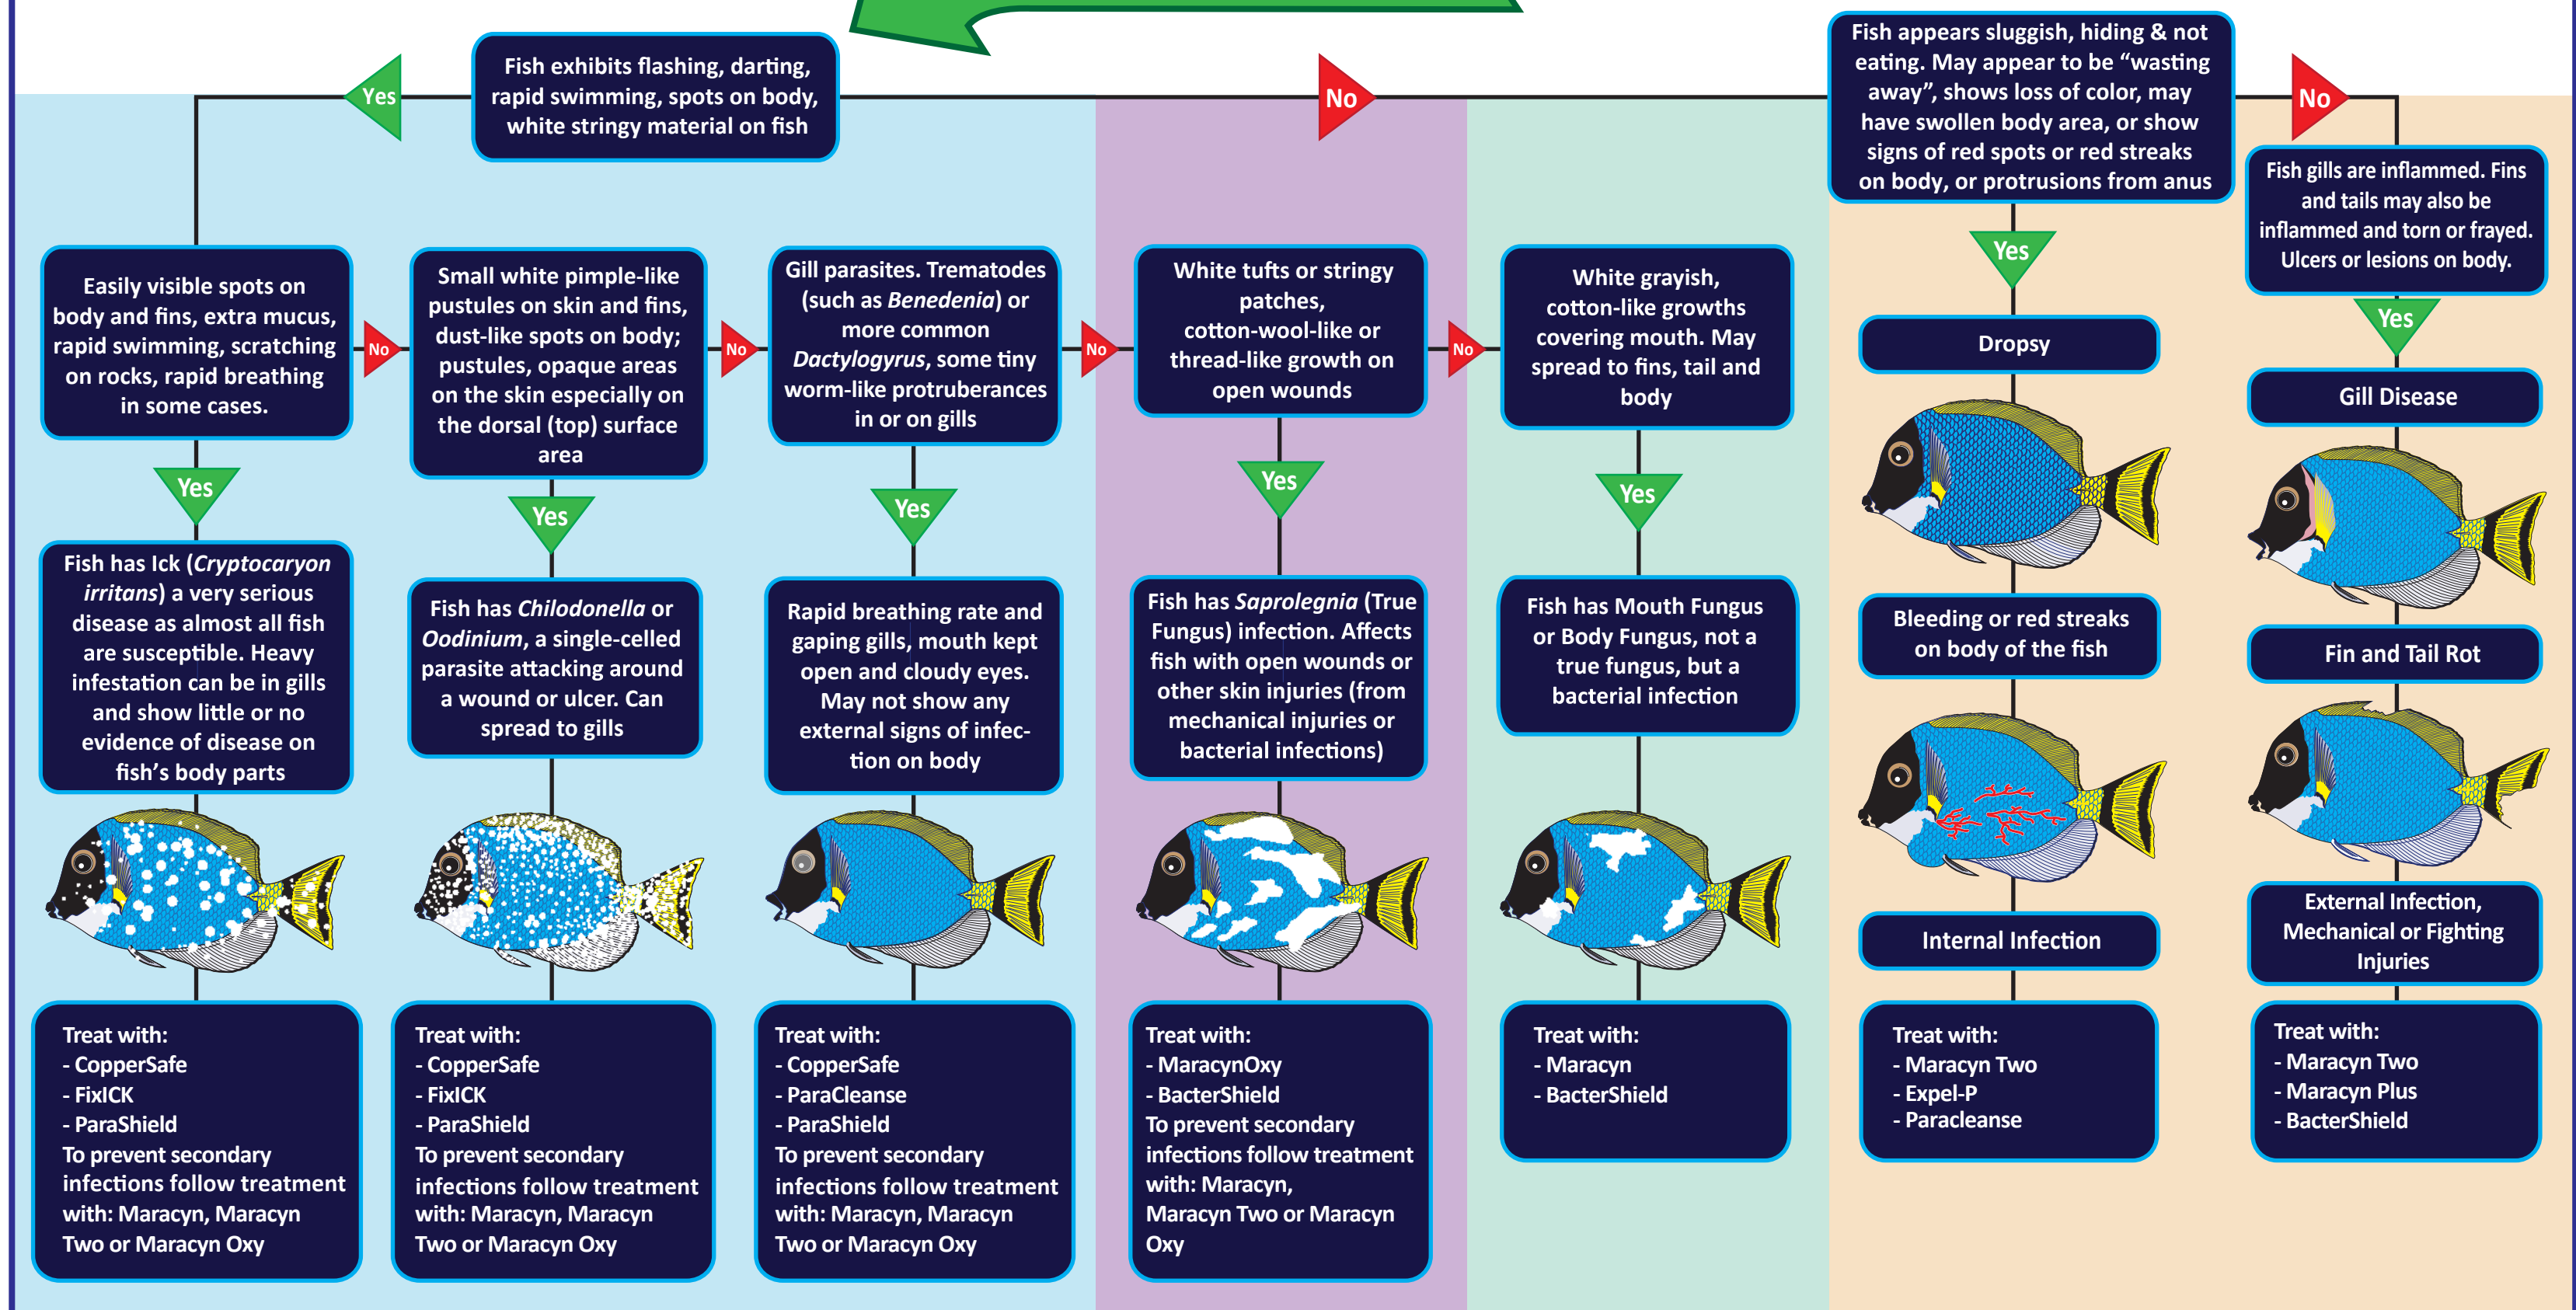 Fish exhibits flashing, darting,
rapid swimming, spots on body,
white stringy material on fish
Yes
No
Fish appears sluggish, hiding & not
eating. May appear to be “wasting
away”, shows loss of color, may
have swollen body area, or show
signs of red spots or red streaks
on body, or protrusions from anus
No
Yes
Fish gills are inflammed. Fins
and tails may also be
inflammed and torn or frayed.
Ulcers or lesions on body.
Yes
Easily visible spots on
body and fins, extra mucus,
rapid swimming, scratching
on rocks, rapid breathing
in some cases.
No
Yes
Fish has Ick (Cryptocaryon
irritans) a very serious
disease as almost all fish
are susceptible. Heavy
infestation can be in gills
and show little or no
evidence of disease on
fish’s body parts
Treat with:
- CopperSafe
- FixICK
- ParaShield
To prevent secondary
infections follow treatment
with: Maracyn, Maracyn
Two or Maracyn Oxy
Small white pimple-like
pustules on skin and fins,
dust-like spots on body;
pustules, opaque areas
on the skin especially on
the dorsal (top) surface
area
No
Yes
Fish has Chilodonella or
Oodinium, a single-celled
parasite attacking around
a wound or ulcer. Can
spread to gills
Treat with:
- CopperSafe
- FixICK
- ParaShield
To prevent secondary
infections follow treatment
with: Maracyn, Maracyn
Two or Maracyn Oxy
Gill parasites. Trematodes
(such as Benedenia) or
more common
Dactylogyrus, some tiny
worm-like protruberances
in or on gills
No
Yes
Rapid breathing rate and
gaping gills, mouth kept
open and cloudy eyes.
May not show any
external signs of infec-
tion on body
Treat with:
- CopperSafe
- ParaCleanse
- ParaShield
To prevent secondary
infections follow treatment
with: Maracyn, Maracyn
Two or Maracyn Oxy
White tufts or stringy
patches,
cotton-wool-like or
thread-like growth on
open wounds
No
Yes
Fish has Saprolegnia (True
Fungus) infection. Affects
fish with open wounds or
other skin injuries (from
mechanical injuries or
bacterial infections)
Treat with:
- MaracynOxy
- BacterShield
To prevent secondary
infections follow treatment
with: Maracyn,
Maracyn Two or Maracyn
Oxy
White grayish,
cotton-like growths
covering mouth. May
spread to fins, tail and
body
Yes
Fish has Mouth Fungus
or Body Fungus, not a
true fungus, but a
bacterial infection
Treat with:
- Maracyn
- BacterShield
Dropsy
Bleeding or red streaks
on body of the fish
Internal Infection
Treat with:
- Maracyn Two
- Expel-P
- Paracleanse
Gill Disease
Fin and Tail Rot
External Infection,
Mechanical or Fighting
Injuries
Treat with:
- Maracyn Two
- Maracyn Plus
- BacterShield